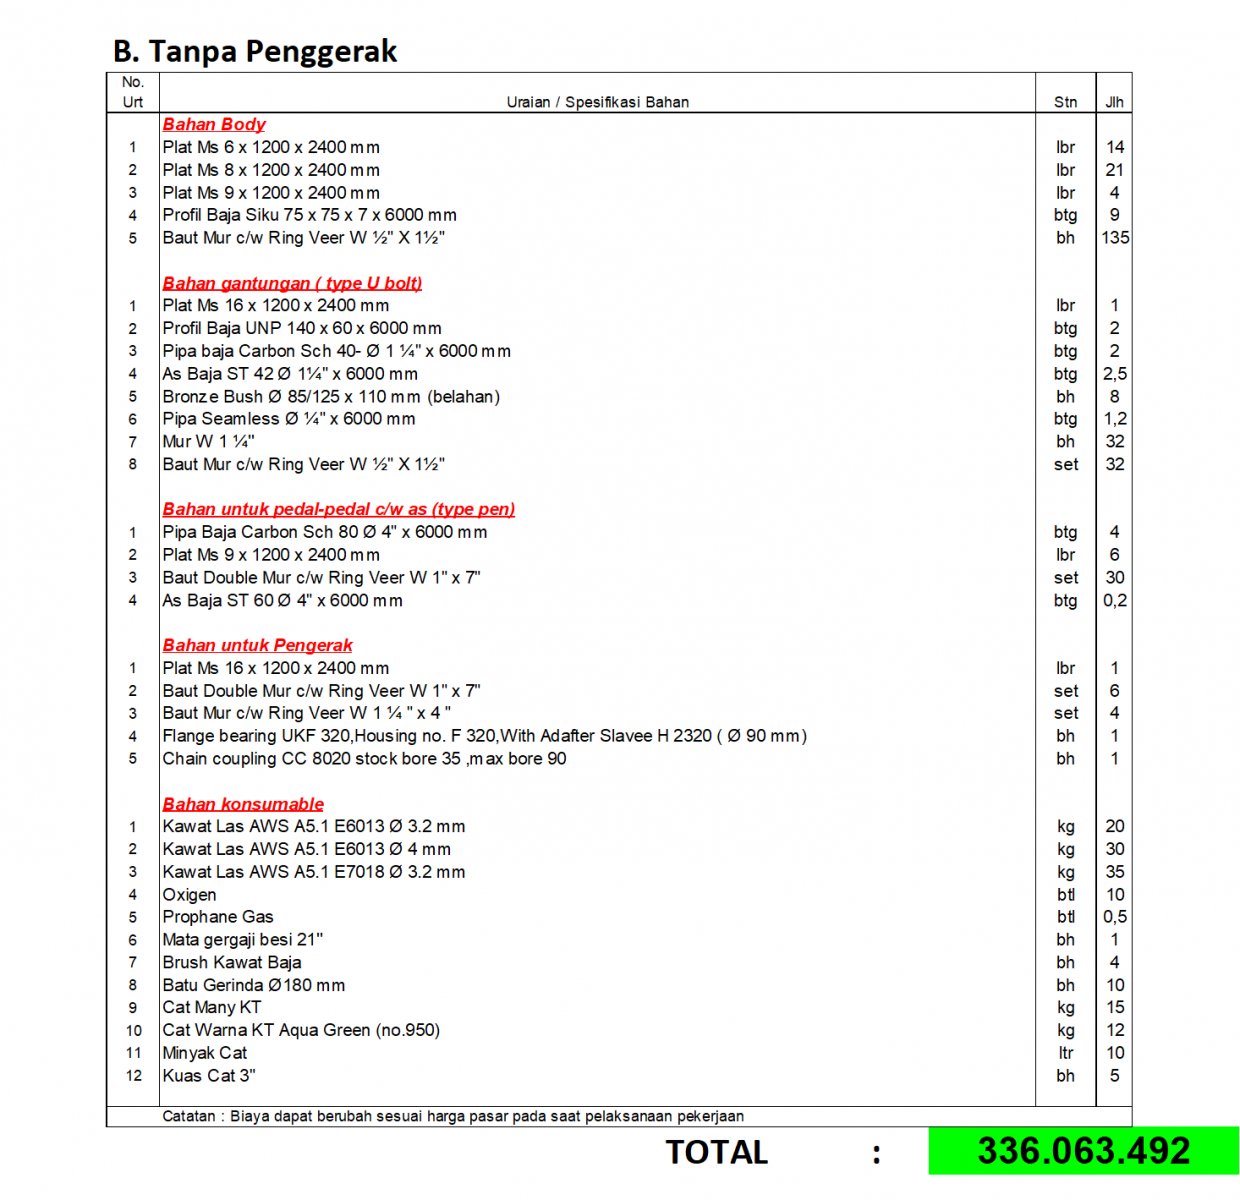 B. Tanpa Penggerak
No. Urt Uraian / Spesifikasi Bahan Stn Jlh
Bahan Body
1 Plat Ms 6 x 1200 x 2400 mm lbr 14
2 Plat Ms 8 x 1200 x 2400 mm lbr 21
3 Plat Ms 9 x 1200 x 2400 mm lbr 4
4 Profil Baja Siku 75 x 75 x 7 x 6000 mm btg 9
5 Baut Mur c/w Ring Veer W ½" X 1½" bh 135
Bahan gantungan ( type U bolt)
1 Plat Ms 16 x 1200 x 2400 mm lbr 1
2 Profil Baja UNP 140 x 60 x 6000 mm btg 2
3 Pipa baja Carbon Sch 40- Ø 1 ¼" x 6000 mm btg 2
4 As Baja ST 42 Ø 1¼" x 6000 mm btg 2,5
5 Bronze Bush Ø 85/125 x 110 mm (belahan) bh 8
6 Pipa Seamless Ø ¼" x 6000 mm btg 1,2
7 Mur W 1 ¼" bh 32
8 Baut Mur c/w Ring Veer W ½" X 1½" set 32
Bahan untuk pedal-pedal c/w as (type pen)
1 Pipa Baja Carbon Sch 80 Ø 4" x 6000 mm btg 4
2 Plat Ms 9 x 1200 x 2400 mm lbr 6
3 Baut Double Mur c/w Ring Veer W 1" x 7" set 30
4 As Baja ST 60 Ø 4" x 6000 mm btg 0,2
Bahan untuk Pengerak
1 Plat Ms 16 x 1200 x 2400 mm lbr 1
2 Baut Double Mur c/w Ring Veer W 1" x 7" set 6
3 Baut Mur c/w Ring Veer W 1 ¼ " x 4 " set 4
4 Flange bearing UKF 320,Housing no. F 320,With Adafter Slavee H 2320 ( Ø 90 mm) bh 1
5 Chain coupling CC 8020 stock bore 35 ,max bore 90 bh 1
Bahan konsumable
1 Kawat Las AWS A5.1 E6013 Ø 3.2 mm kg 20
2 Kawat Las AWS A5.1 E6013 Ø 4 mm kg 30
3 Kawat Las AWS A5.1 E7018 Ø 3.2 mm kg 35
4 Oxigen btl 10
5 Prophane Gas btl 0,5
6 Mata gergaji besi 21" bh 1
7 Brush Kawat Baja bh 4
8 Batu Gerinda Ø180 mm bh 10
9 Cat Many KT kg 15
10 Cat Warna KT Aqua Green (no.950) kg 12
11 Minyak Cat ltr 10
12 Kuas Cat 3" bh 5
Catatan : Biaya dapat berubah sesuai harga pasar pada saat pelaksanaan pekerjaan
TOTAL : 336.063.492